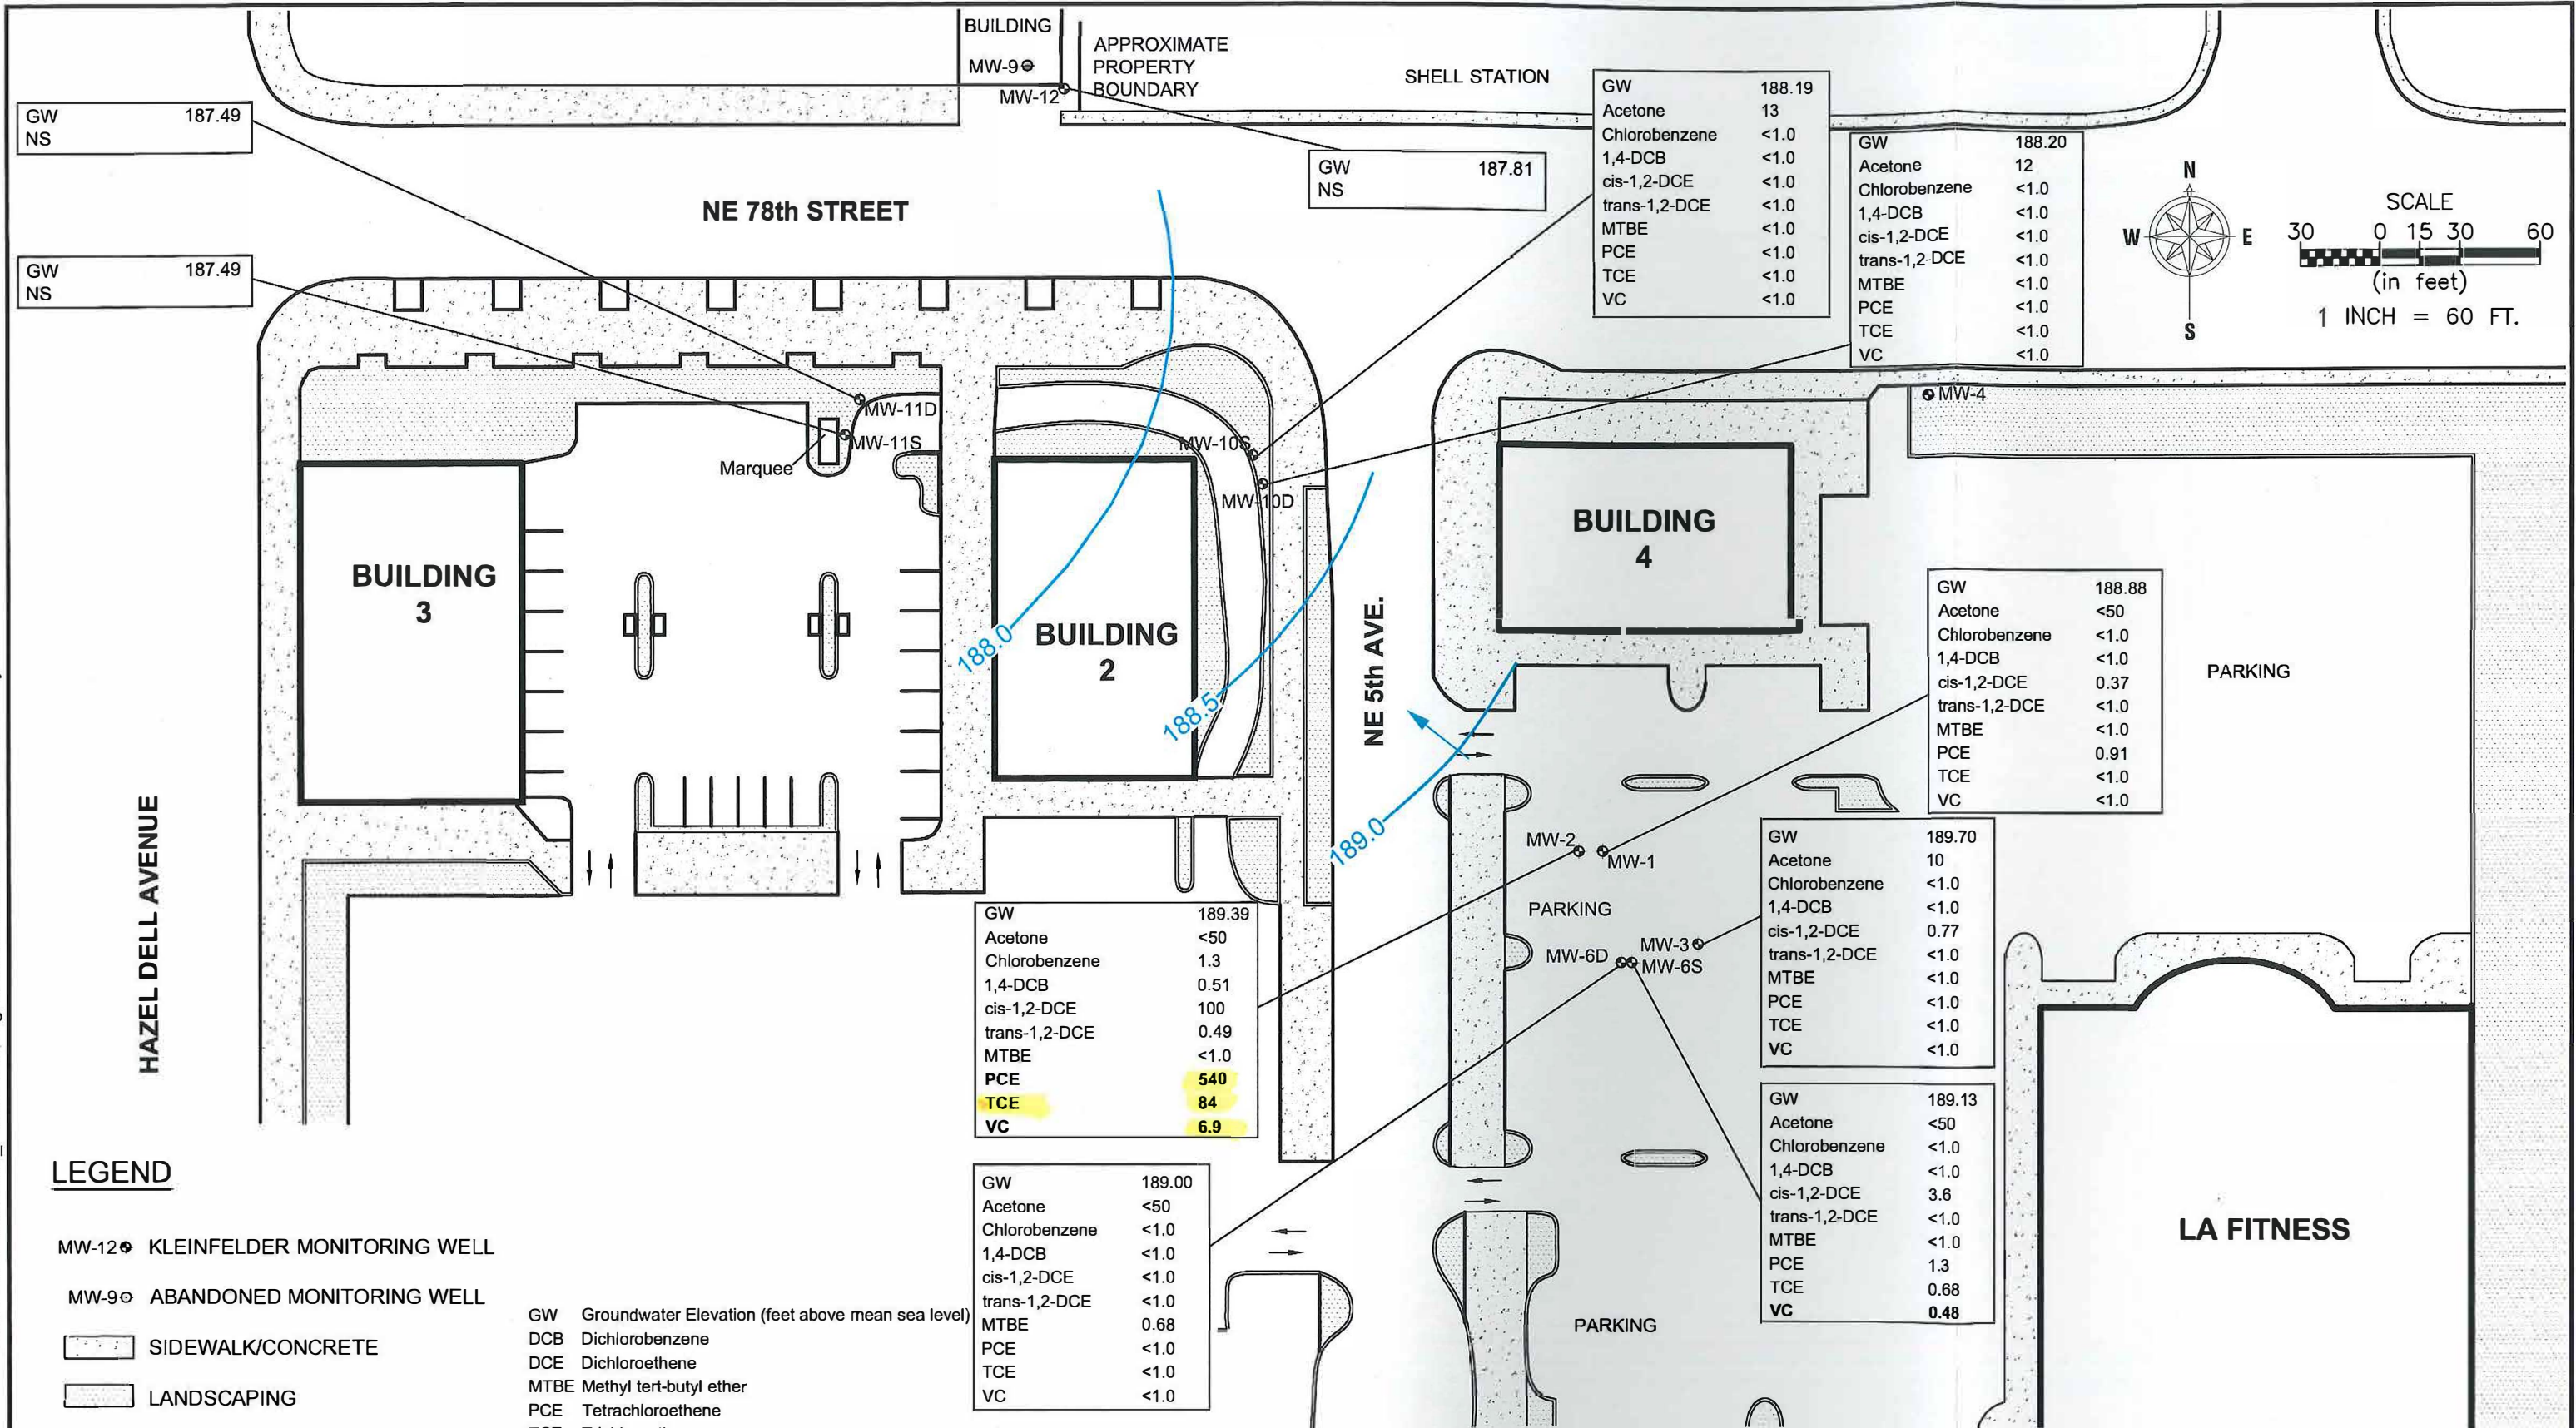 BUILDING
MW-9
MW-12
APPROXIMATE
PROPERTY
BOUNDARY
SHELL STATION
GW 187.49
NS
GW 187.81
NS
GW 188.19
Acetone 13
Chlorobenzene <1.0
1,4-DCB <1.0
cis-1,2-DCE <1.0
trans-1,2-DCE <1.0
MTBE <1.0
PCE <1.0
TCE <1.0
VC <1.0
GW 188.20
Acetone 12
Chlorobenzene <1.0
1,4-DCB <1.0
cis-1,2-DCE <1.0
trans-1,2-DCE <1.0
MTBE <1.0
PCE <1.0
TCE <1.0
VC <1.0
N
W E
S
SCALE
30 0 15 30 60
(in feet)
1 INCH = 60 FT.
NE 78th STREET
GW 187.49
NS
MW-11D
MW-11S
Marquee
MW-10S
MW-10D
MW-4
BUILDING
3
BUILDING
2
BUILDING
4
188.0
188.5
189.0
NE 5th AVE.
HAZEL DELL AVENUE
PARKING
GW 188.88
Acetone <50
Chlorobenzene <1.0
1,4-DCB <1.0
cis-1,2-DCE 0.37
trans-1,2-DCE <1.0
MTBE <1.0
PCE 0.91
TCE <1.0
VC <1.0
MW-2
MW-1
PARKING
MW-3
MW-6D
MW-6S
GW 189.70
Acetone 10
Chlorobenzene <1.0
1,4-DCB <1.0
cis-1,2-DCE 0.77
trans-1,2-DCE <1.0
MTBE <1.0
PCE <1.0
TCE <1.0
VC <1.0
GW 189.39
Acetone <50
Chlorobenzene 1.3
1,4-DCB 0.51
cis-1,2-DCE 100
trans-1,2-DCE 0.49
MTBE <1.0
PCE 540
TCE 84
VC 6.9
GW 189.13
Acetone <50
Chlorobenzene <1.0
1,4-DCB <1.0
cis-1,2-DCE 3.6
trans-1,2-DCE <1.0
MTBE <1.0
PCE 1.3
TCE 0.68
VC 0.48
GW 189.00
Acetone <50
Chlorobenzene <1.0
1,4-DCB <1.0
cis-1,2-DCE <1.0
trans-1,2-DCE <1.0
MTBE 0.68
PCE <1.0
TCE <1.0
VC <1.0
LA FITNESS
PARKING
LEGEND
MW-12 KLEINFELDER MONITORING WELL
MW-9 ABANDONED MONITORING WELL
SIDEWALK/CONCRETE
LANDSCAPING
GW Groundwater Elevation (feet above mean sea level)
DCB Dichlorobenzene
DCE Dichloroethene
MTBE Methyl tert-butyl ether
PCE Tetrachloroethene